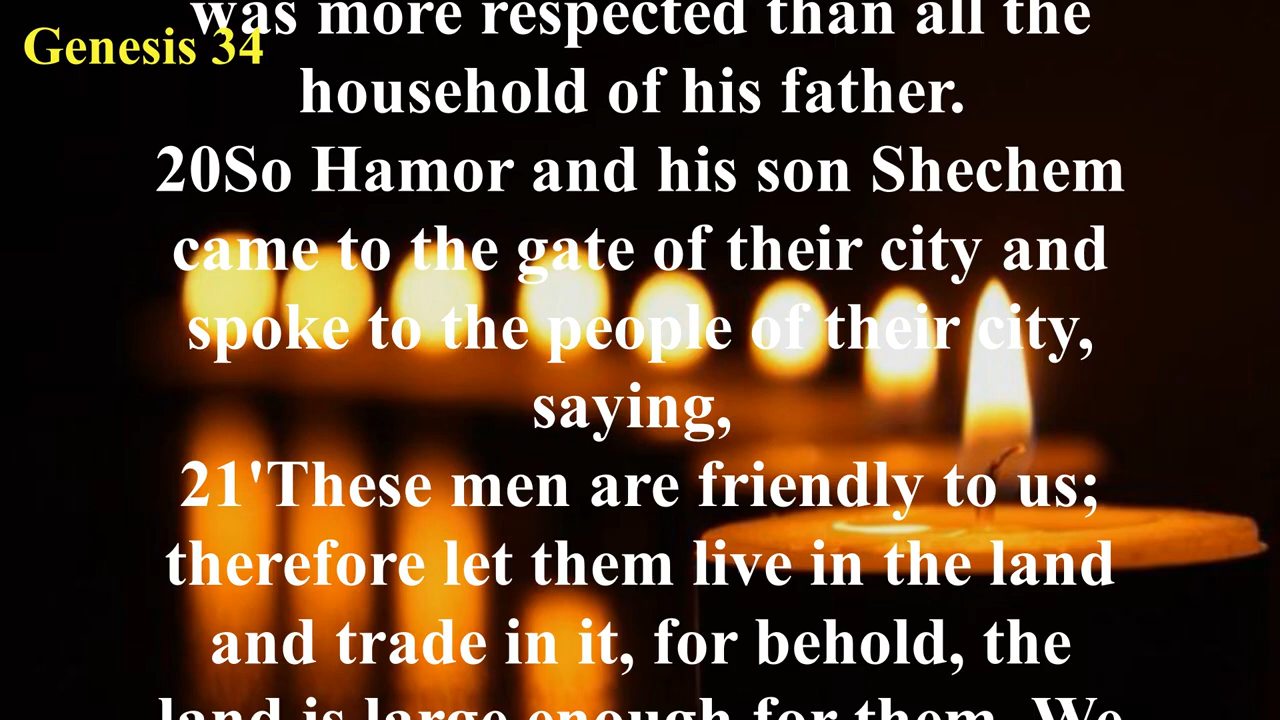 Genesis 34
was more respected than all the
household of his father.
20So Hamor and his son Shechem
came to the gate of their city and
spoke to the people of their city,
saying,
21'These men are friendly to us;
therefore let them live in the land
and trade in it, for behold, the
land is large enough for them. We